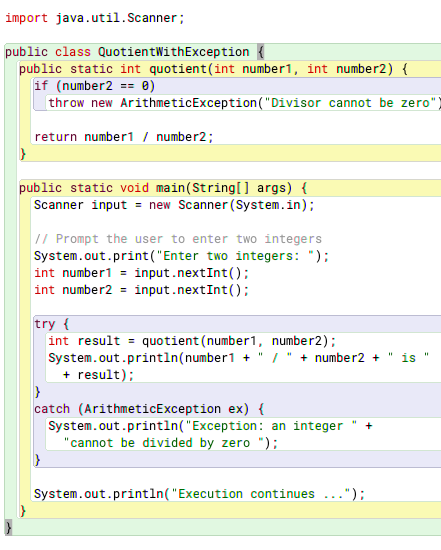 import java.util.Scanner;
public class QuotientWithException {
public static int quotient(int number1, int number2) {
if (number2 == 0)
throw new ArithmeticException("Divisor cannot be zero")
return number1 / number2;
}
public static void main(String[] args) {
Scanner input = new Scanner(System.in);
// Prompt the user to enter two integers
System.out.print("Enter two integers: ");
int number1 = input.nextInt();
int number2 = input.nextInt();
try {
int result = quotient(number1, number2);
System.out.println(number1 + " / " + number2 + " is "
+ result);
}
catch (ArithmeticException ex) {
System.out.println("Exception: an integer " +
"cannot be divided by zero ");
}
System.out.println("Execution continues ...");
}
}